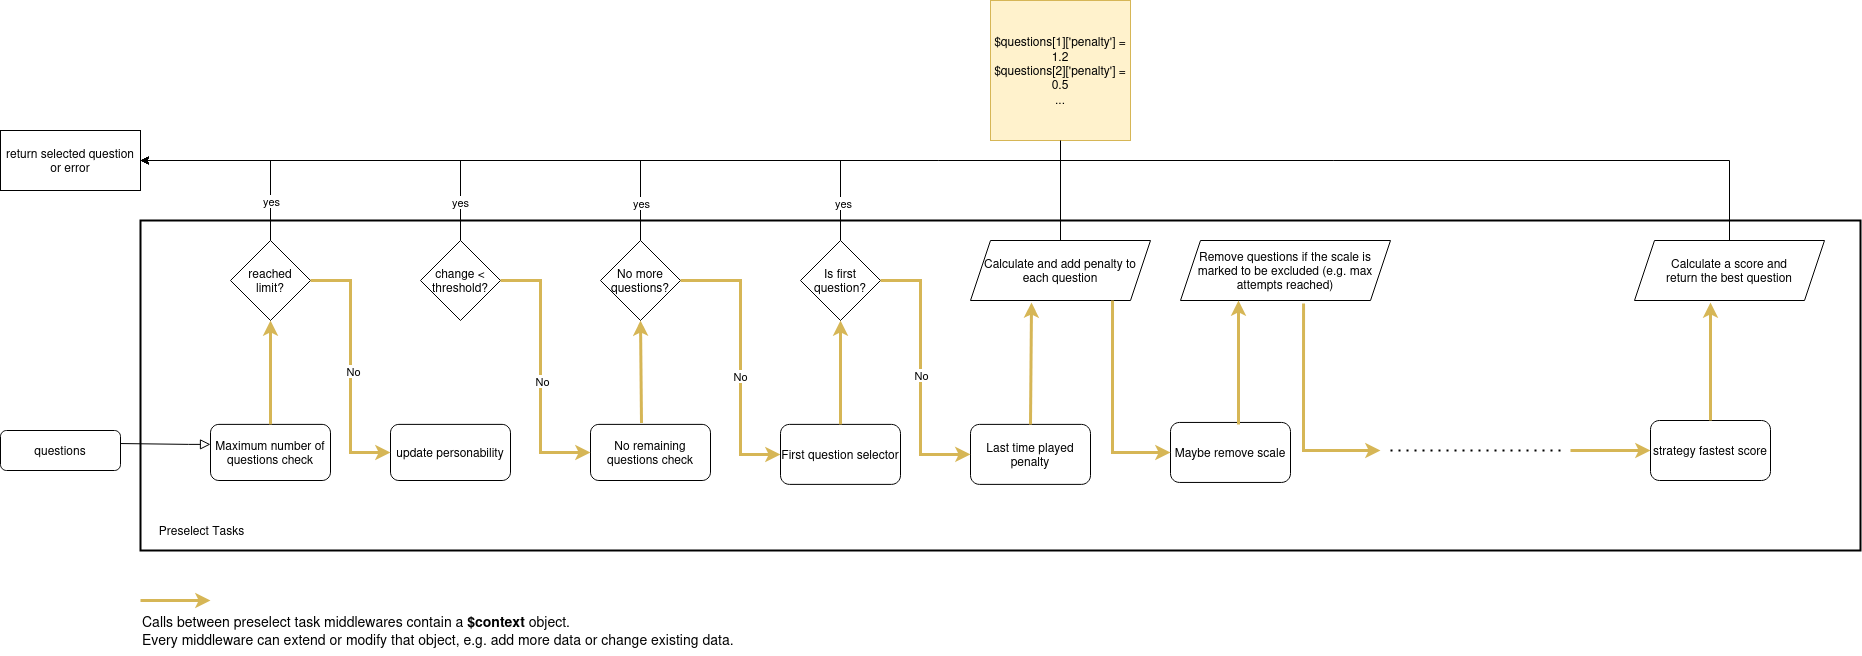 $questions[1]['penalty'] =
1.2
$questions[2]['penalty'] =
0.5
...
return selected question
or error
yes
yes
yes
yes
reached
limit?
change <
threshold?
No more
questions?
Is first
question?
Calculate and add penalty to
each question
Remove questions if the scale is
marked to be excluded (e.g. max
attempts reached)
Calculate a score and
return the best question
No
No
No
No
questions
Maximum number of
questions check
update personability
No remaining
questions check
First question selector
Last time played
penalty
Maybe remove scale
strategy fastest score
Preselect Tasks
Calls between preselect task middlewares contain a $context object.
Every middleware can extend or modify that object, e.g. add more data or change existing data.